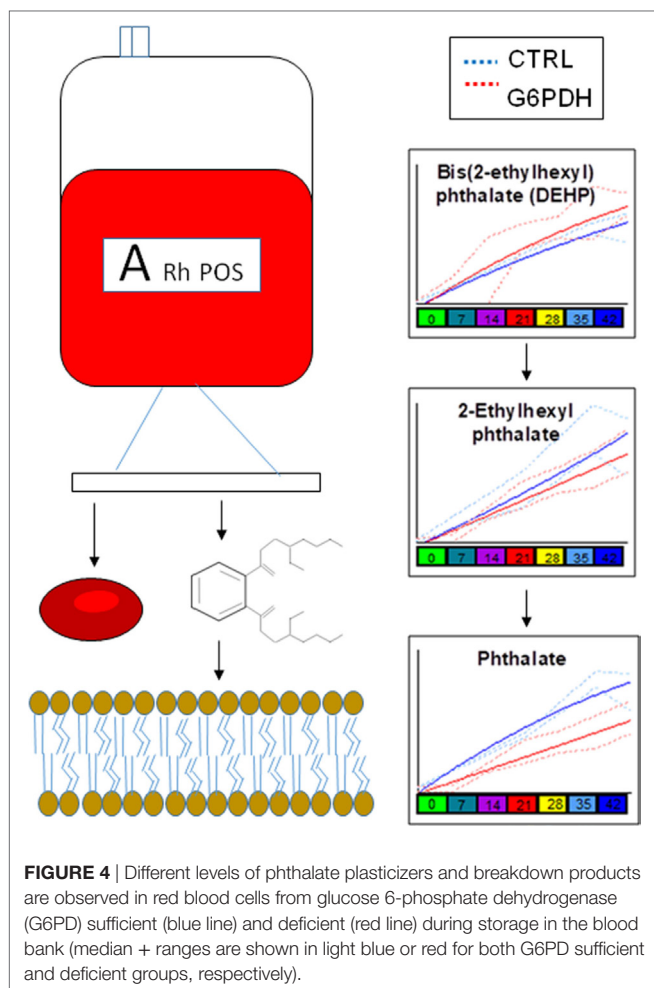 A Rh POS
CTRL
G6PDH
Bis(2-ethylhexyl)
phthalate (DEHP)
0 7 14 21 28 35 42
2-Ethylhexyl
phthalate
0 7 14 21 28 35 42
Phthalate
0 7 14 21 28 35 42
FIGURE 4 | Different levels of phthalate plasticizers and breakdown products
are observed in red blood cells from glucose 6-phosphate dehydrogenase
(G6PD) sufficient (blue line) and deficient (red line) during storage in the blood
bank (median + ranges are shown in light blue or red for both G6PD sufficient
and deficient groups, respectively).